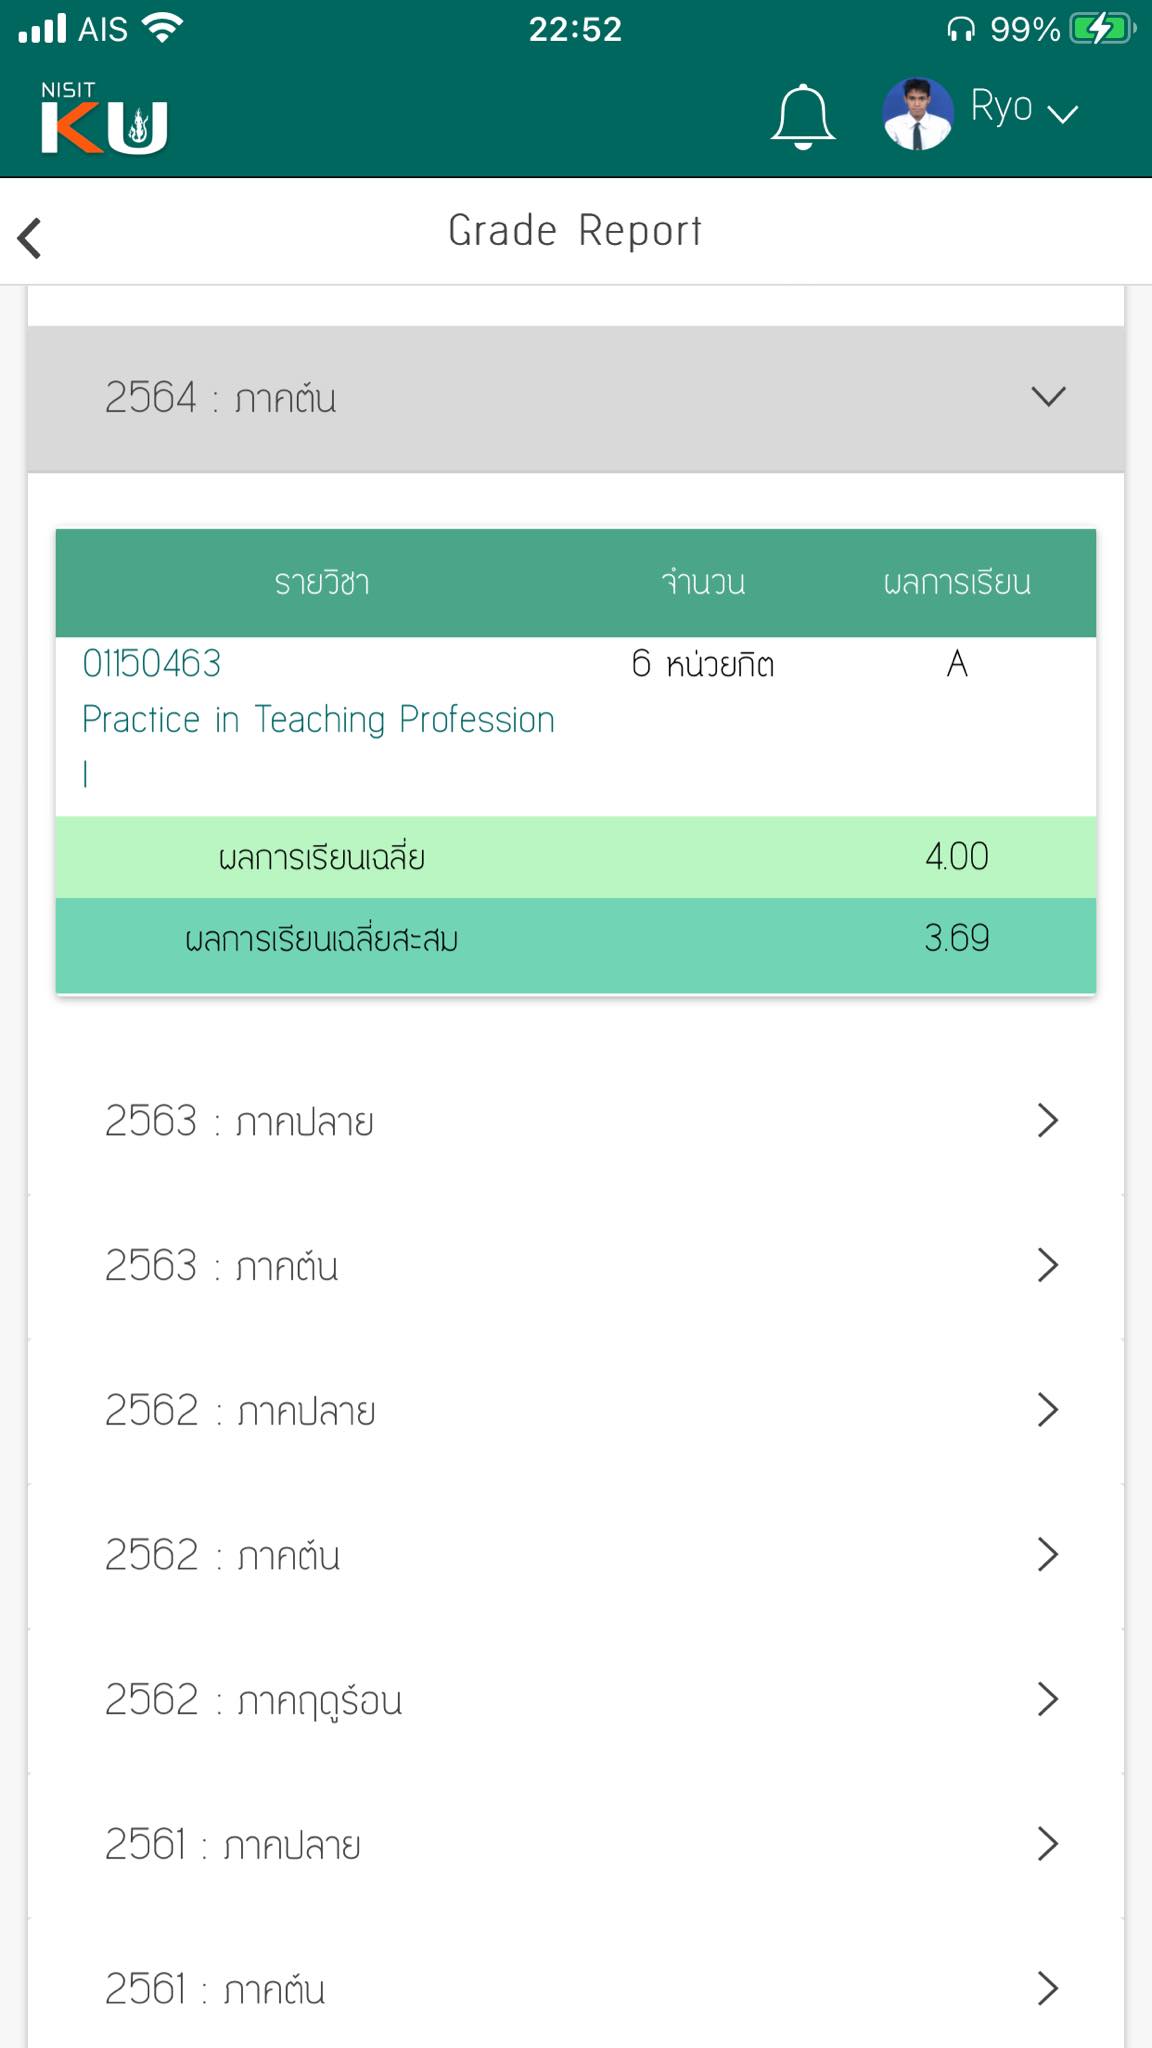 AIS
22:52
99%
NISIT
KU
Ryo
Grade Report
2564 : ภาคต้น
รายวิชา จำนวน ผลการเรียน
01150463 6 หน่วยกิต A
Practice in Teaching Profession
I
ผลการเรียนเฉลี่ย 4.00
ผลการเรียนเฉลี่ยสะสม 3.69
2563 : ภาคปลาย
2563 : ภาคต้น
2562 : ภาคปลาย
2562 : ภาคต้น
2562 : ภาคฤดูร้อน
2561 : ภาคปลาย
2561 : ภาคต้น